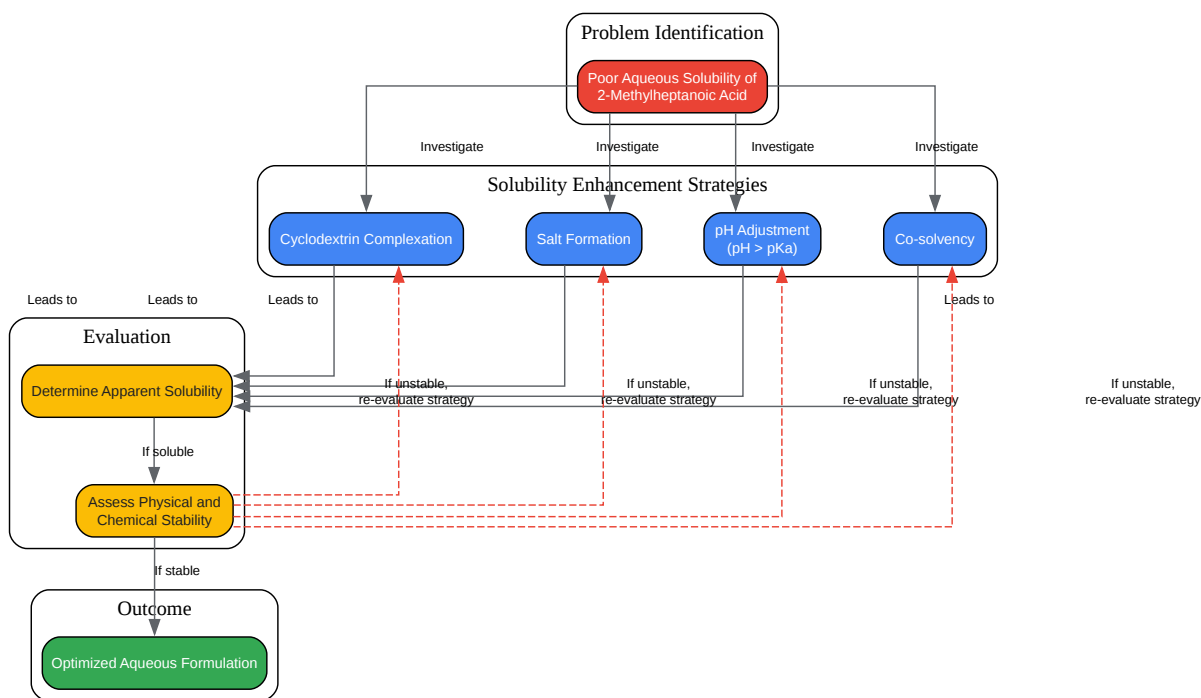 Problem Identification
Poor Aqueous Solubility of
2-Methylheptanoic Acid
Investigate
Investigate
Investigate
Investigate
Solubility Enhancement Strategies
Cyclodextrin Complexation
Salt Formation
pH Adjustment
(pH > pKa)
Co-solvency
Leads to
Leads to
Leads to
Leads to
Evaluation
Determine Apparent Solubility
If unstable,
re-evaluate strategy
If unstable,
re-evaluate strategy
If unstable,
re-evaluate strategy
If unstable,
re-evaluate strategy
If soluble
Assess Physical and
Chemical Stability
If stable
Outcome
Optimized Aqueous Formulation